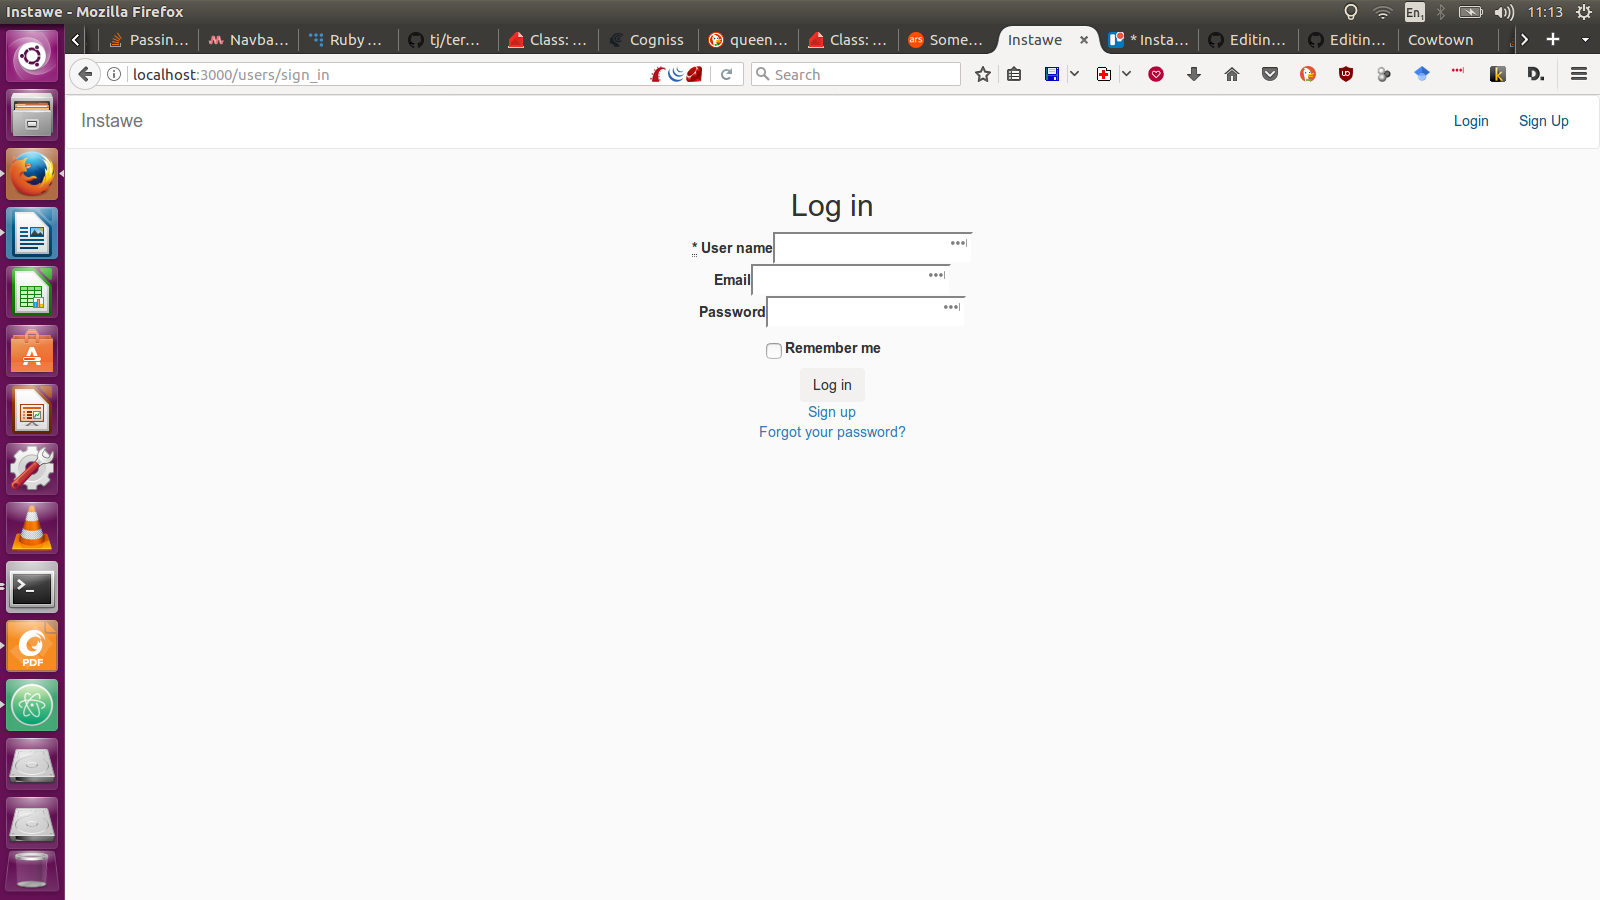 Instawe - Mozilla Firefox
En1
11:13
Passin...
Navba...
Ruby ...
tj/ter...
Class: ...
Cogniss
queen...
Class: ...
ars
Some...
Instawe
* Insta...
Editin...
Editin...
Cowtown
localhost:3000/users/sign_in
Search
Instawe
Login
Sign Up
Log in
* User name
Email
Password
Remember me
Log in
Sign up
Forgot your password?
PDF